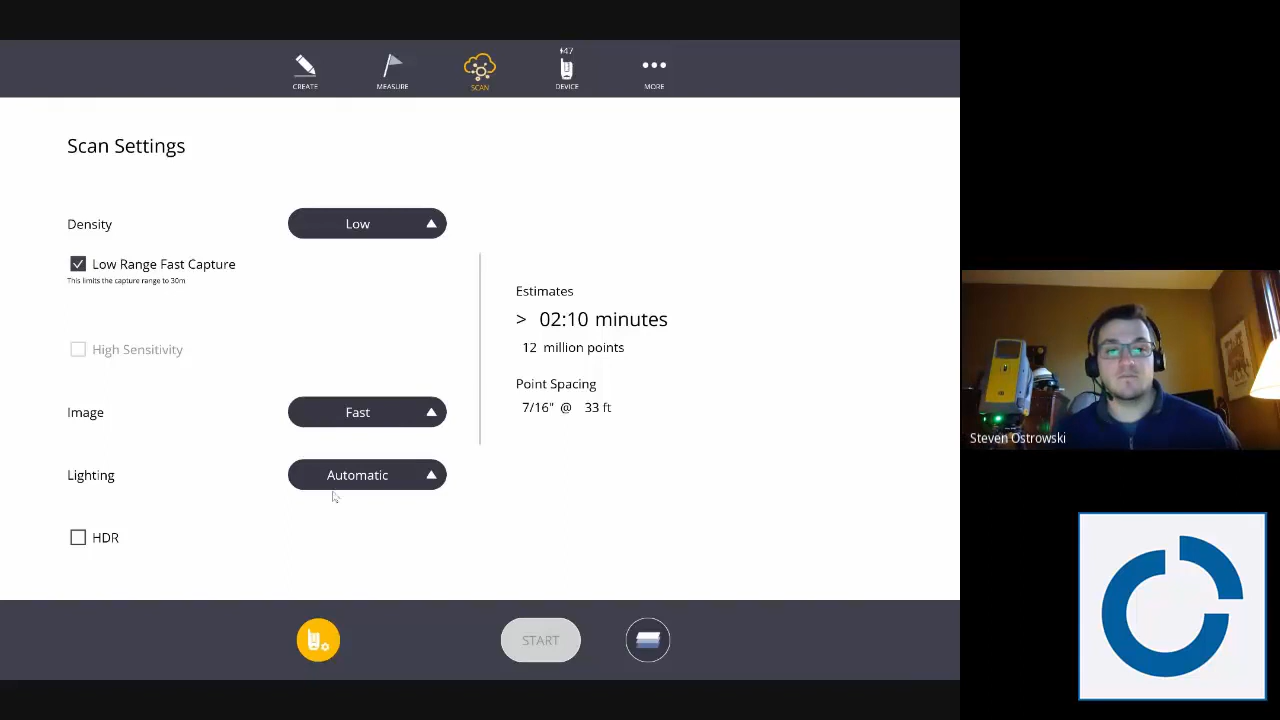 47
CREATE
MEASURE
SCAN
DEVICE
MORE
Scan Settings
Density
Low
Low Range Fast Capture
This limits the capture range to 30m
High Sensitivity
Image
Fast
Lighting
Automatic
HDR
Estimates
> 02:10 minutes
12 million points
Point Spacing
7/16" @ 33 ft
START
Steven Ostrowski